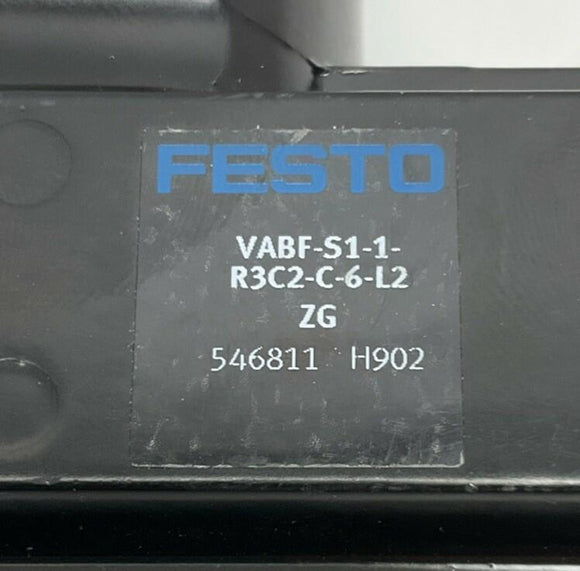 FESTO
VABF-S1-1-
R3C2-C-6-L2
ZG
546811 H902